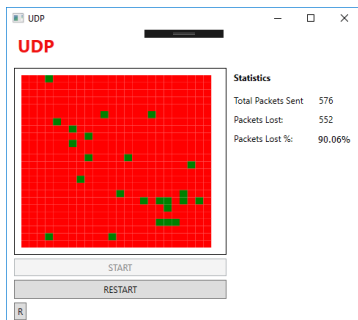 UDP
UDP
Statistics
Total Packets Sent 576
Packets Lost: 552
Packets Lost %: 90.06%
START
RESTART
R